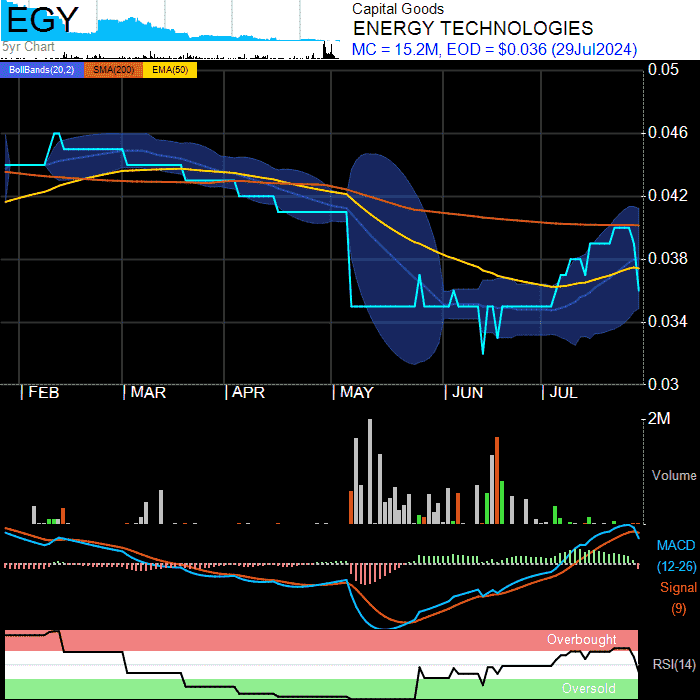 EGY
5yr Chart
Capital Goods
ENERGY TECHNOLOGIES
MC = 15.2M, EOD = $0.036 (29Jul2024)
BollBands(20,2) SMA(200) EMA(50)
0.05
0.046
0.042
0.038
0.034
0.03
FEB MAR APR MAY JUN JUL
2M
Volume
MACD
(12-26)
Signal
(9)
Overbought
RSI(14)
Oversold